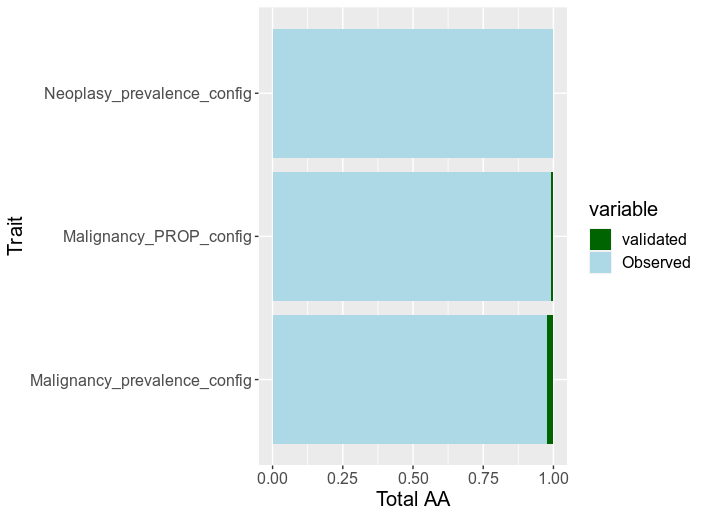 Trait
Neoplasy_prevalence_config
Malignancy_PROP_config
Malignancy_prevalence_config
0.00 0.25 0.50 0.75 1.00
Total AA
variable
validated
Observed